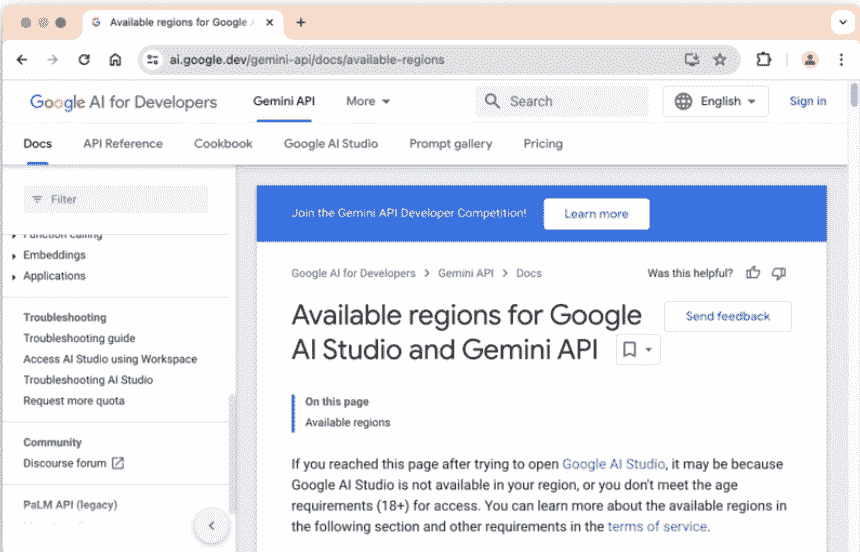 Available regions for Google A
ai.google.dev/gemini-api/docs/available-regions
Google AI for Developers
Gemini API
More
Search
English
Sign in
Docs
API Reference
Cookbook
Google AI Studio
Prompt gallery
Pricing
Filter
Function calling
Embeddings
Applications
Troubleshooting
Troubleshooting guide
Access AI Studio using Workspace
Troubleshooting AI Studio
Request more quota
Community
Discourse forum
PaLM API (legacy)
Join the Gemini API Developer Competition!
Learn more
Google AI for Developers > Gemini API > Docs
Was this helpful?
Available regions for Google
AI Studio and Gemini API
Send feedback
On this page
Available regions
If you reached this page after trying to open Google AI Studio, it may be because
Google AI Studio is not available in your region, or you don't meet the age
requirements (18+) for access. You can learn more about the available regions in
the following section and other requirements in the terms of service.